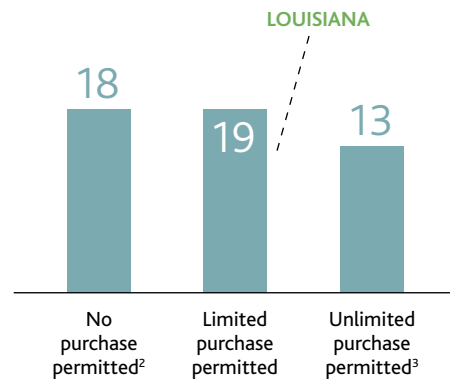 LOUISIANA
18
19
13
No
purchase
permitted²
Limited
purchase
permitted
Unlimited
purchase
permitted³